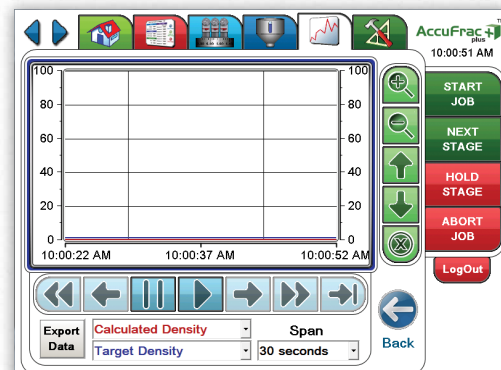 AccuFrac
plus
TM
10:00:51 AM
100
80
60
40
20
0
100
80
60
40
20
0
10:00:22 AM 10:00:37 AM 10:00:52 AM
START
JOB
NEXT
STAGE
HOLD
STAGE
ABORT
JOB
LogOut
Export
Data
Calculated Density
Target Density
Span
30 seconds
Back